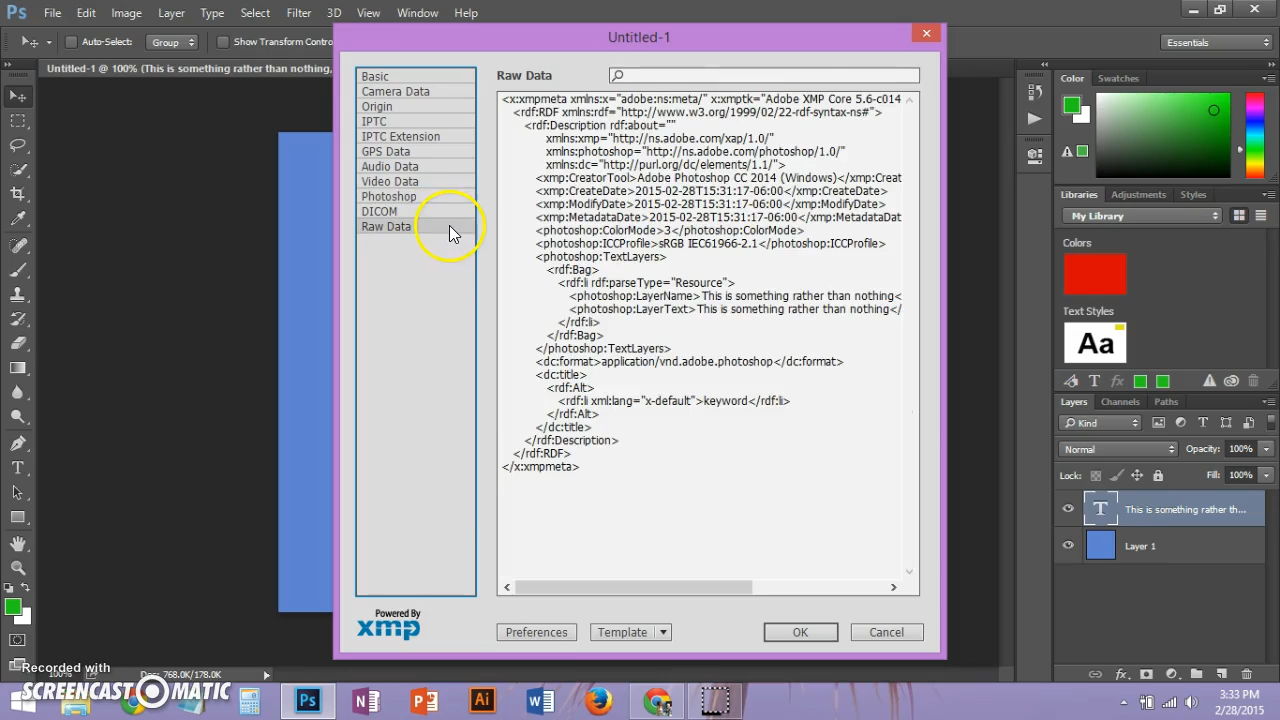 Ps File Edit Image Layer Type Select Filter 3D View Window Help
Auto-Select: Group Show Transform Contro Essentials
Untitled-1 @ 100% (This is something rather than nothing,
Untitled-1
Basic
Camera Data
Origin
IPTC
IPTC Extension
GPS Data
Audio Data
Video Data
Photoshop
DICOM
Raw Data
Raw Data
<x:xmpmeta xmlns:x="adobe:ns:meta/" x:xmptk="Adobe XMP Core 5.6-c014
<rdf:RDF xmlns:rdf="http://www.w3.org/1999/02/22-rdf-syntax-ns#">
<rdf:Description rdf:about=""
xmlns:xmp="http://ns.adobe.com/xap/1.0/"
xmlns:photoshop="http://ns.adobe.com/photoshop/1.0/"
xmlns:dc="http://purl.org/dc/elements/1.1/">
<xmp:CreatorTool>Adobe Photoshop CC 2014 (Windows)</xmp:Creat
<xmp:CreateDate>2015-02-28T15:31:17-06:00</xmp:CreateDate>
<xmp:ModifyDate>2015-02-28T15:31:17-06:00</xmp:ModifyDate>
<xmp:MetadataDate>2015-02-28T15:31:17-06:00</xmp:MetadataDat
<photoshop:ColorMode>3</photoshop:ColorMode>
<photoshop:ICCProfile>sRGB IEC61966-2.1</photoshop:ICCProfile>
<photoshop:TextLayers>
<rdf:Bag>
<rdf:li rdf:parseType="Resource">
<photoshop:LayerName>This is something rather than nothing<
<photoshop:LayerText>This is something rather than nothing</
</rdf:li>
</rdf:Bag>
</photoshop:TextLayers>
<dc:format>application/vnd.adobe.photoshop</dc:format>
<dc:title>
<rdf:Alt>
<rdf:li xml:lang="x-default">keyword</rdf:li>
</rdf:Alt>
</dc:title>
</rdf:Description>
</rdf:RDF>
</x:xmpmeta>
Powered By
xmp
Preferences Template OK Cancel
Color Swatches
Libraries Adjustments Styles
My Library
Colors
Text Styles
Aa
Layers Channels Paths
Kind
Normal Opacity: 100%
Lock: Fill: 100%
T This is something rather th...
Layer 1
Doc: 768.0K/178.0K
Recorded with
SCREENCAST-O-MATIC
Ps N P Ai W
3:33 PM
2/28/2015